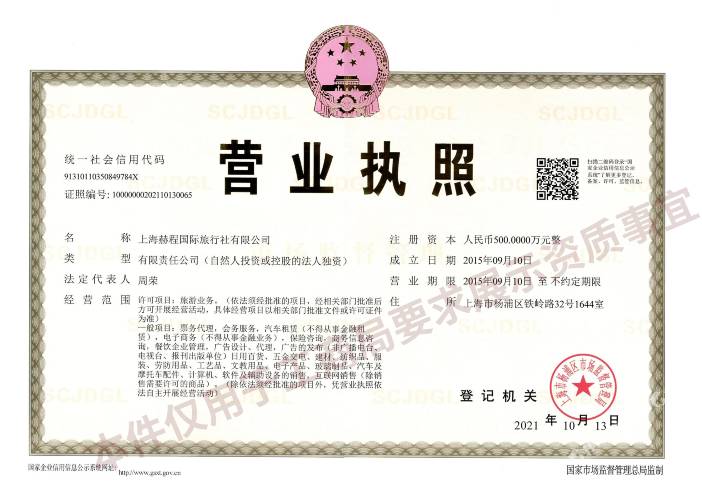 SCJDGL SCJDGL SCJDGL
统一社会信用代码
91310110350849784X
证照编号: 10000000202110130065
营业执照
扫描二维码登录“国
家企业信用信息公示
系统”了解更多登记、
备案、许可、监管信息。
名称 上海赫程国际旅行社有限公司
类型 有限责任公司（自然人投资或控股的法人独资）
法定代表人 周荣
经营范围 许可项目：旅游业务。（依法须经批准的项目，经相关部门批准后
方可开展经营活动，具体经营项目以相关部门批准文件或许可证件
为准）
一般项目：票务代理，会务服务，汽车租赁（不得从事金融租
赁），电子商务（不得从事金融业务），保险咨询，商务信息咨
询，餐饮企业管理，广告设计、代理，广告的发布（非广播电台、
电视台、报刊出版单位）日用百货、五金交电、建材、纺织品、服
装、劳防用品、工艺品、文教用品、电子产品、玻璃制品、汽车及
摩托车配件、计算机、软件及辅助设备的销售，互联网销售（除销
售需要许可的商品）。（除依法须经批准的项目外，凭营业执照依
法自主开展经营活动）
注册资本 人民币500.0000万元整
成立日期 2015年09月10日
营业期限 2015年09月10日 至 不约定期限
住所 上海市杨浦区铁岭路32号1644室
登记机关
上海市杨浦区市场监督管理局
2021 年 10 月 13 日
国家企业信用信息公示系统网址： http://www.gsxt.gov.cn
国家市场监督管理总局监制